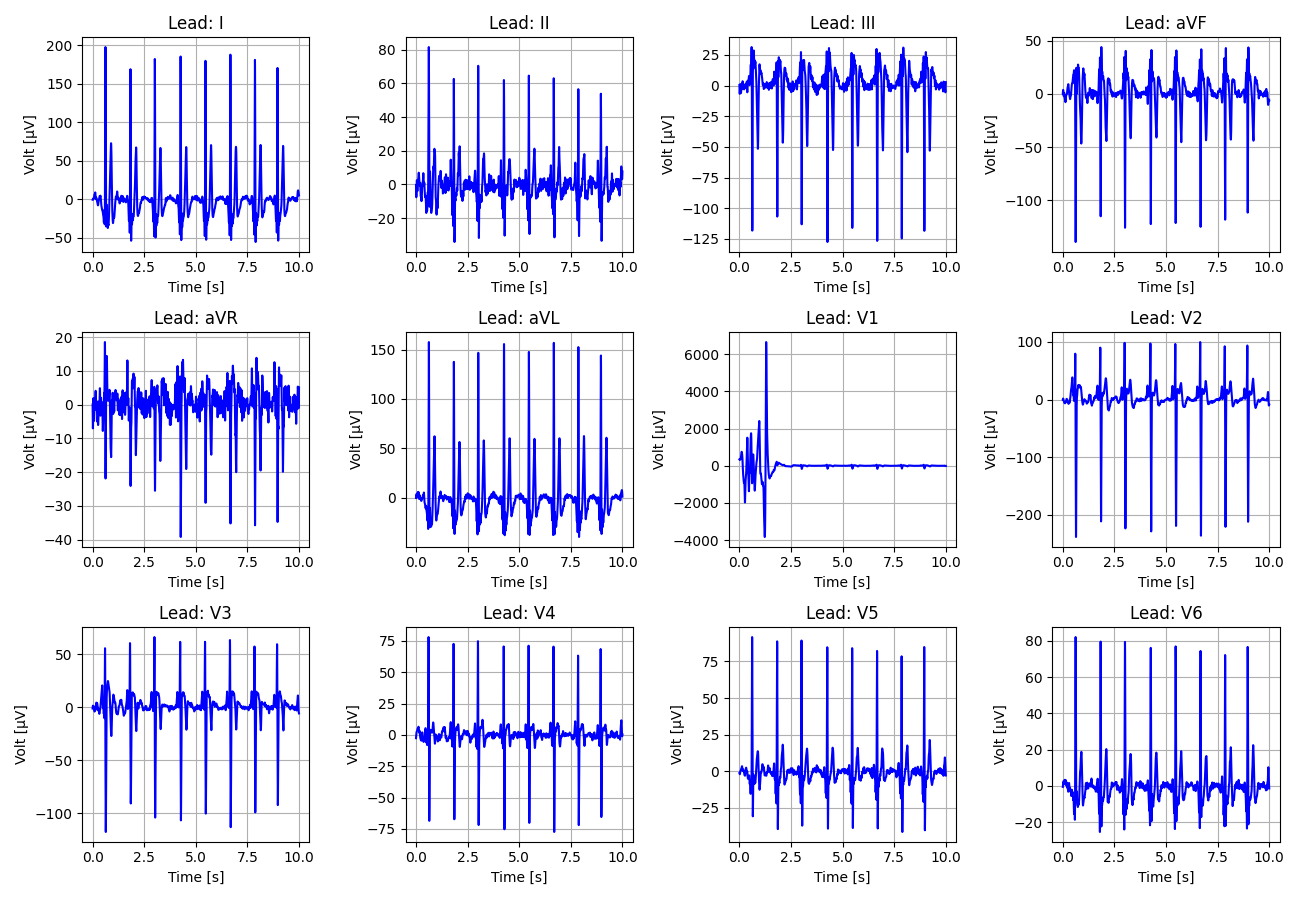 Lead: I
Volt [µV]
200
150
100
50
0
−50
0.0 2.5 5.0 7.5 10.0
Time [s]
Lead: II
Volt [µV]
80
60
40
20
0
−20
0.0 2.5 5.0 7.5 10.0
Time [s]
Lead: III
Volt [µV]
25
0
−25
−50
−75
−100
−125
0.0 2.5 5.0 7.5 10.0
Time [s]
Lead: aVF
Volt [µV]
50
0
−50
−100
0.0 2.5 5.0 7.5 10.0
Time [s]
Lead: aVR
Volt [µV]
20
10
0
−10
−20
−30
−40
0.0 2.5 5.0 7.5 10.0
Time [s]
Lead: aVL
Volt [µV]
150
100
50
0
0.0 2.5 5.0 7.5 10.0
Time [s]
Lead: V1
Volt [µV]
6000
4000
2000
0
−2000
−4000
0.0 2.5 5.0 7.5 10.0
Time [s]
Lead: V2
Volt [µV]
100
0
−100
−200
0.0 2.5 5.0 7.5 10.0
Time [s]
Lead: V3
Volt [µV]
50
0
−50
−100
0.0 2.5 5.0 7.5 10.0
Time [s]
Lead: V4
Volt [µV]
75
50
25
0
−25
−50
−75
0.0 2.5 5.0 7.5 10.0
Time [s]
Lead: V5
Volt [µV]
75
50
25
0
−25
0.0 2.5 5.0 7.5 10.0
Time [s]
Lead: V6
Volt [µV]
80
60
40
20
0
−20
0.0 2.5 5.0 7.5 10.0
Time [s]